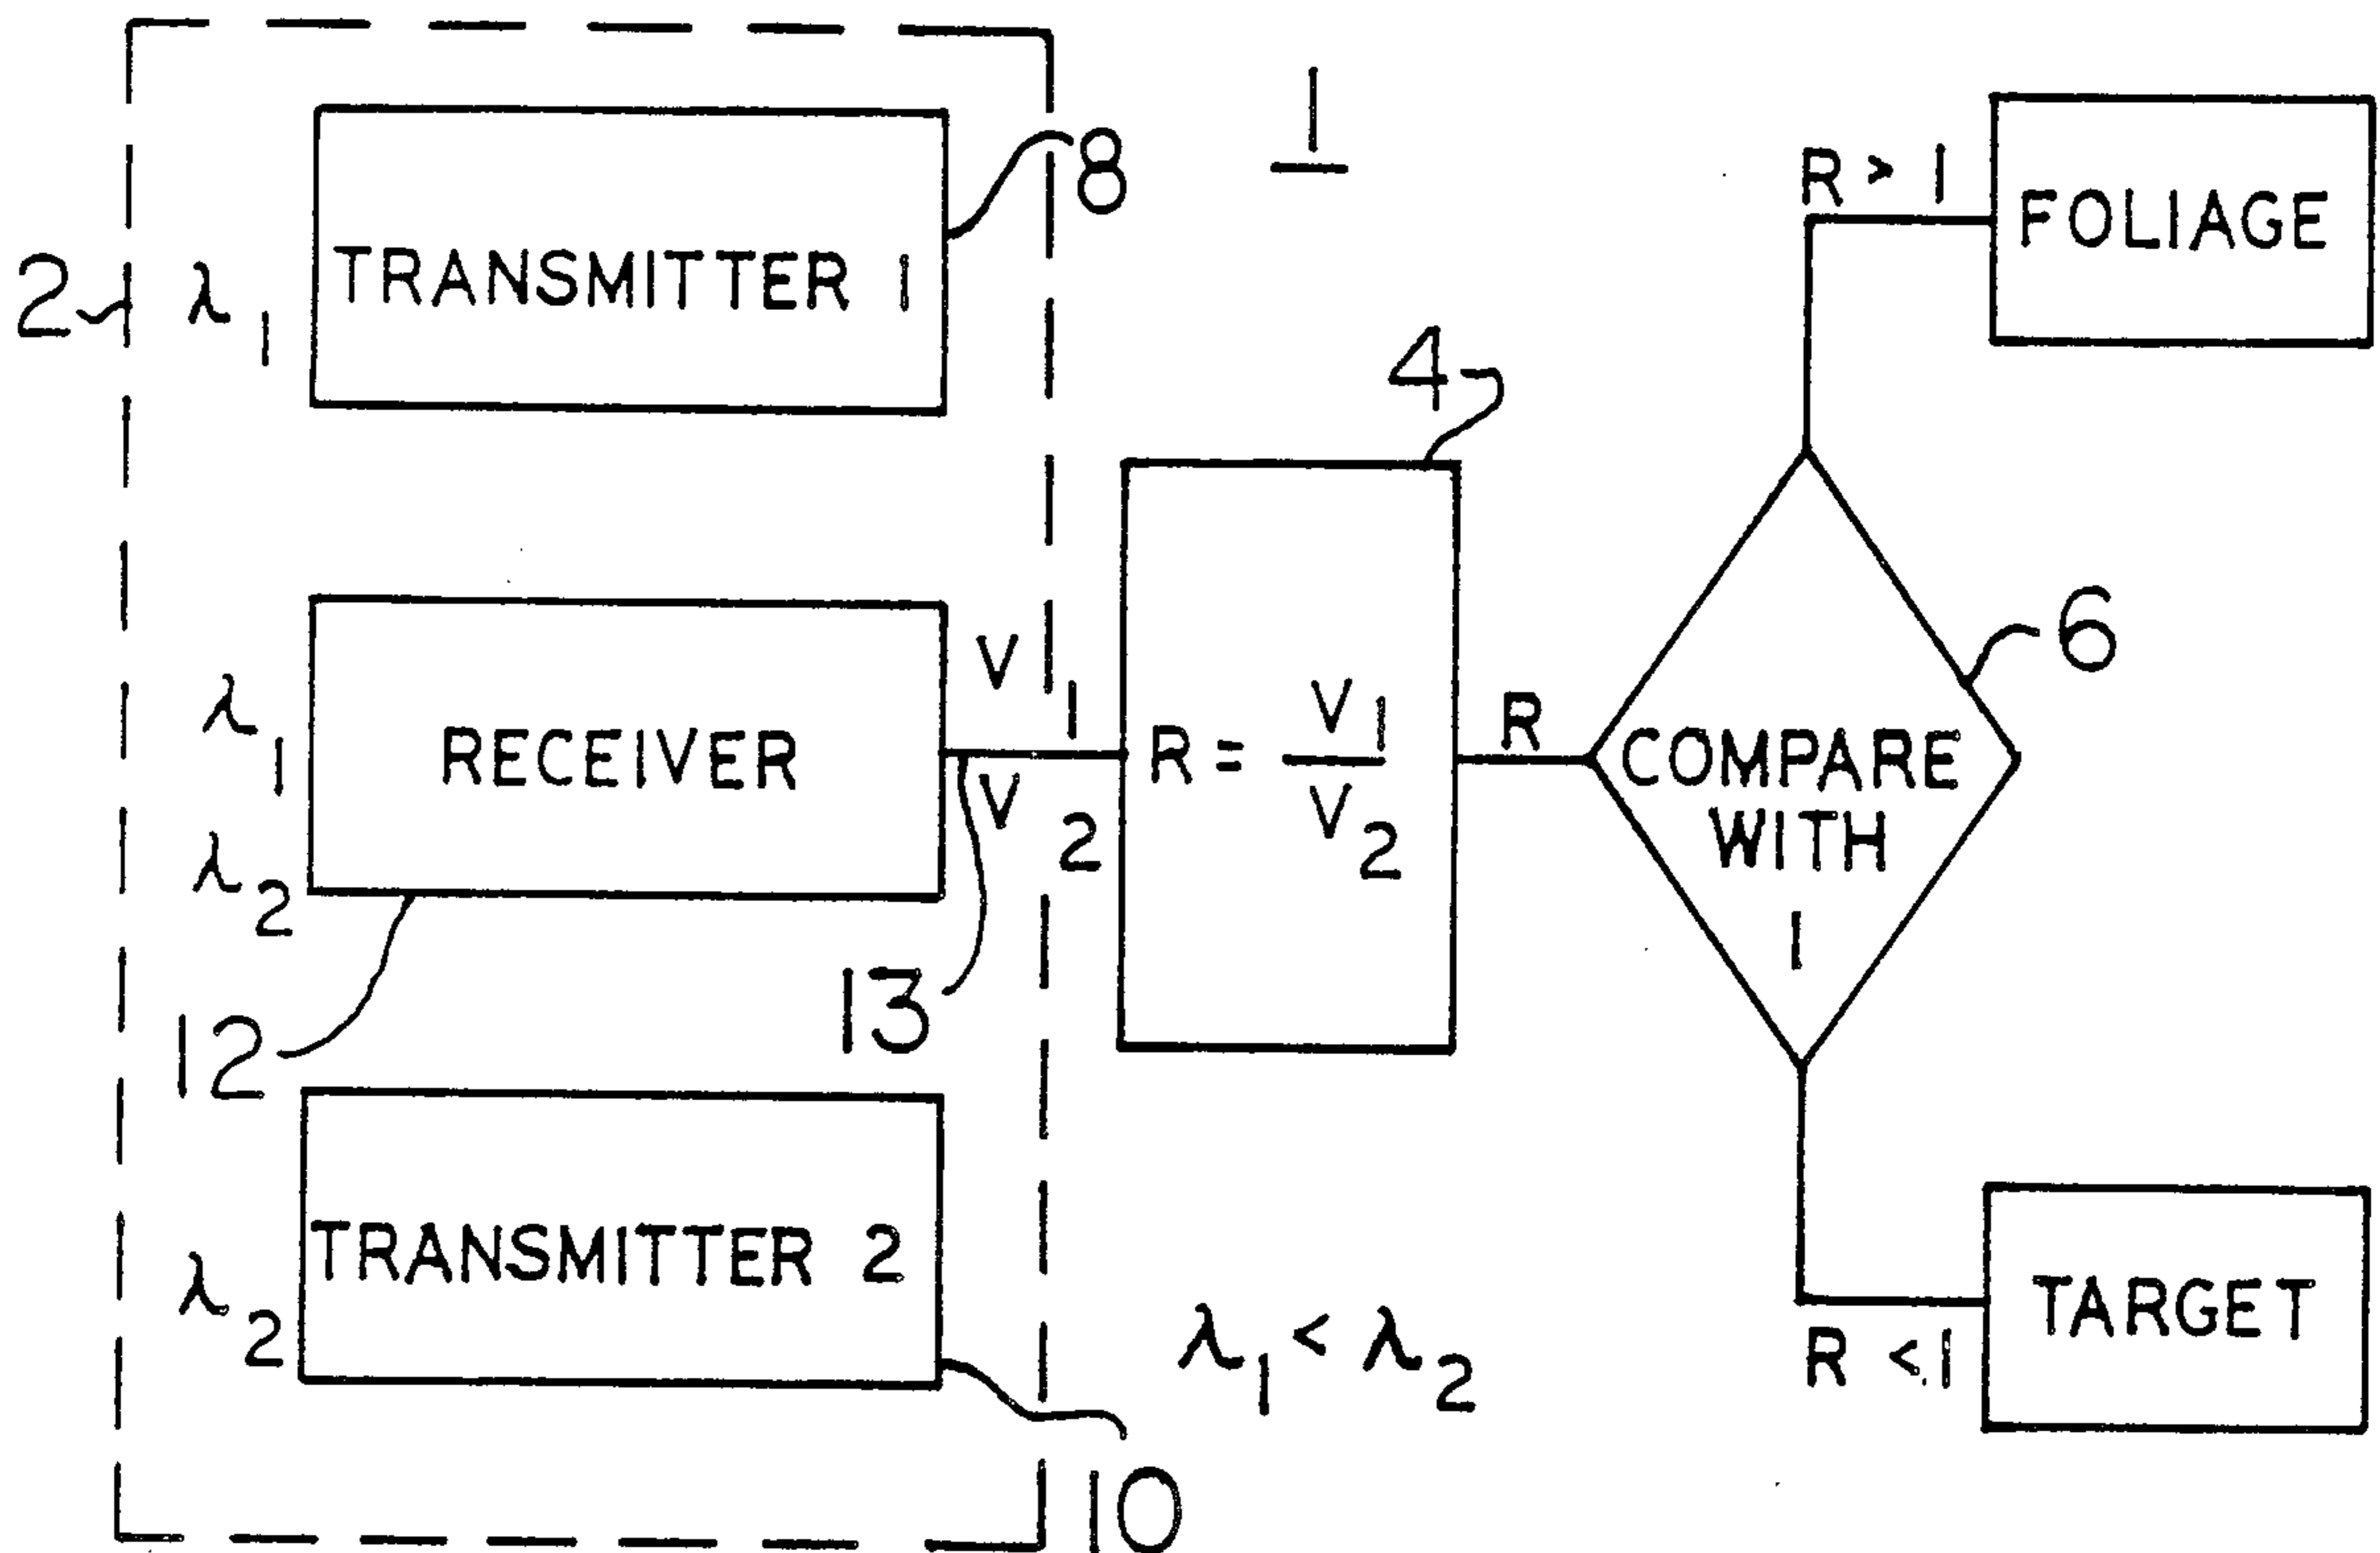 1
8
2
λ1
TRANSMITTER 1
R > 1
FOLIAGE
4
6
λ1
λ2
RECEIVER
V1
V2
R = V1
V2
R
COMPARE
WITH
1
12
13
λ2
TRANSMITTER 2
10
λ1 < λ2
R < 1
TARGET